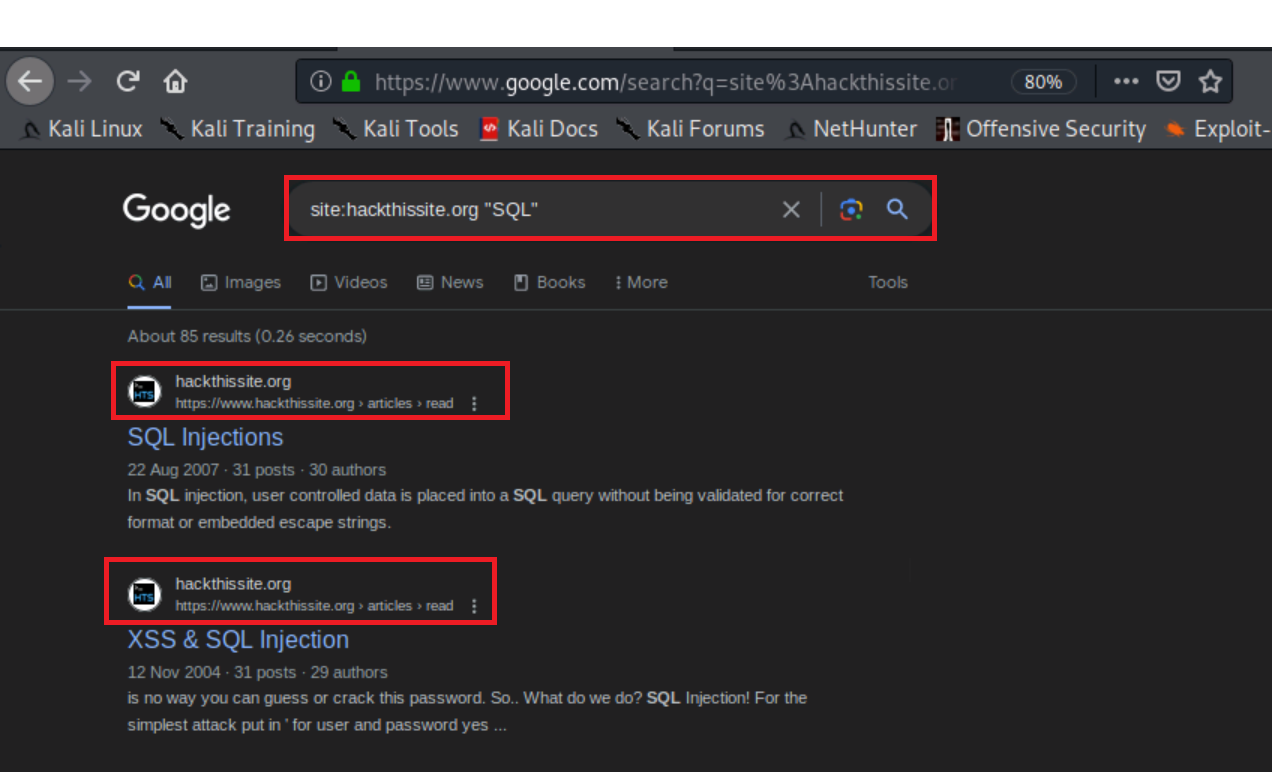 https://www.google.com/search?q=site%3Ahackthissite.or 80%
Kali Linux Kali Training Kali Tools Kali Docs Kali Forums NetHunter Offensive Security Exploit-
Google site:hackthissite.org "SQL"
All Images Videos News Books More Tools
About 85 results (0.26 seconds)
HTS hackthissite.org
https://www.hackthissite.org › articles › read
SQL Injections
22 Aug 2007 · 31 posts · 30 authors
In SQL injection, user controlled data is placed into a SQL query without being validated for correct
format or embedded escape strings.
HTS hackthissite.org
https://www.hackthissite.org › articles › read
XSS & SQL Injection
12 Nov 2004 · 31 posts · 29 authors
is no way you can guess or crack this password. So.. What do we do? SQL Injection! For the
simplest attack put in ' for user and password yes ...